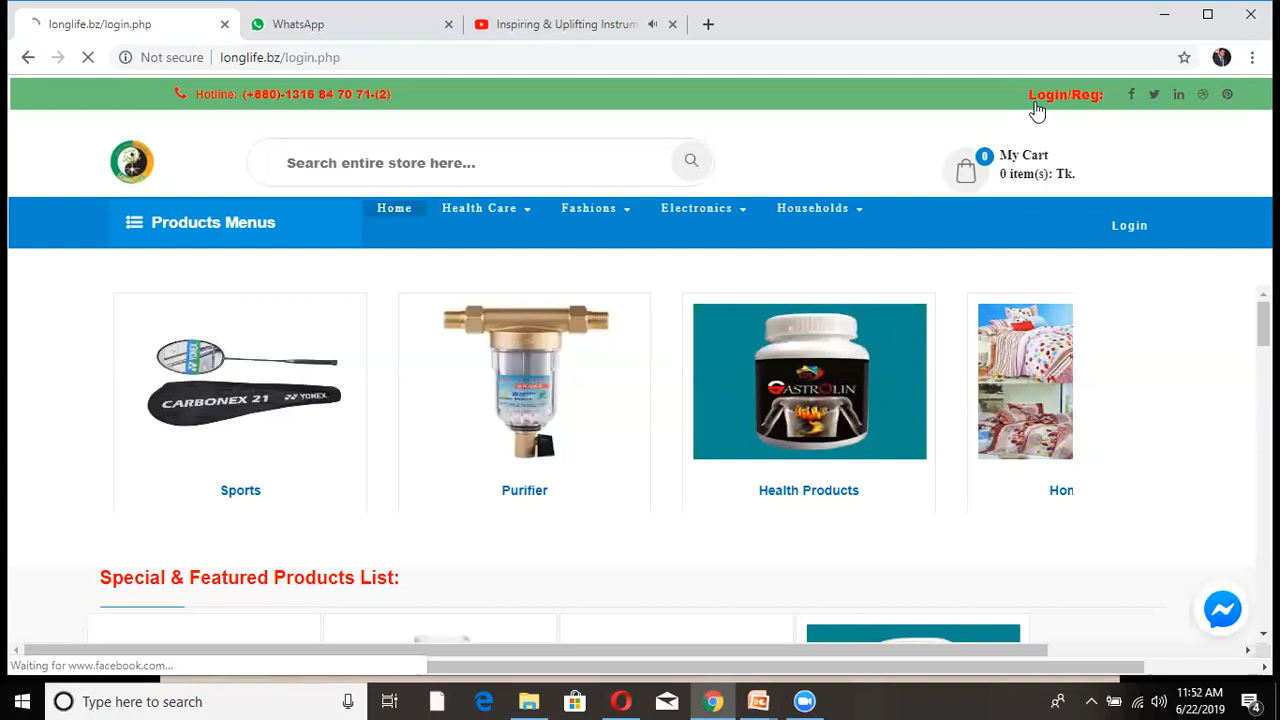 longlife.bz/login.php
WhatsApp
Inspiring & Uplifting Instrum
Not secure
longlife.bz/login.php
Hotline: (+880)-1316 84 70 71-(2)
Login/Reg:
Search entire store here...
0
My Cart
0 item(s): Tk.
Products Menus
Home
Health Care
Fashions
Electronics
Households
Login
CARBONEX 21
YONEX
GASTROLIN
Sports
Purifier
Health Products
Hon
Special & Featured Products List:
Waiting for www.facebook.com...
Type here to search
11:52 AM
6/22/2019
4